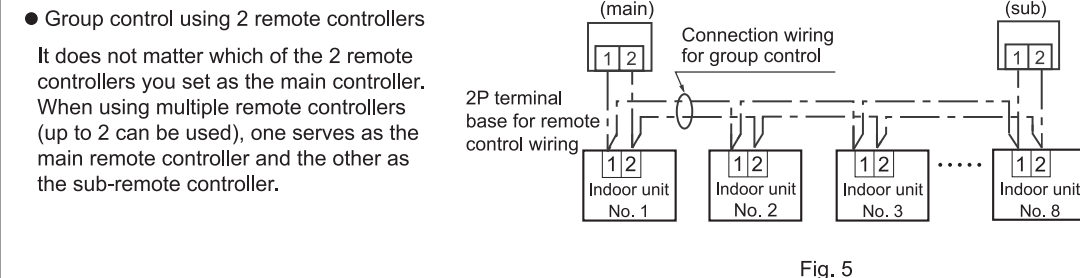 ● Group control using 2 remote controllers
It does not matter which of the 2 remote
controllers you set as the main controller.
When using multiple remote controllers
(up to 2 can be used), one serves as the
main remote controller and the other as
the sub-remote controller.
(main)
(sub)
1 2
1 2
Connection wiring
for group control
2P terminal
base for remote
control wiring
1 2
1 2
1 2
1 2
Indoor unit
No. 1
Indoor unit
No. 2
Indoor unit
No. 3
.....
Indoor unit
No. 8
Fig. 5